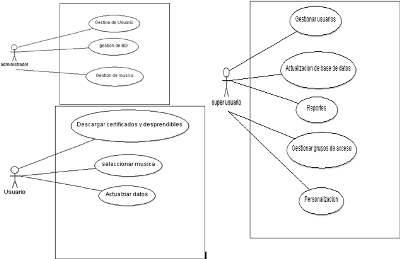 Gestion de Usuario
gestion de BD
administrador
Gestion de musica
Descargar certificados y desprendibles
seleccionar musica
Usuario
Actualziar datos
Gestionar usuarios
Actualizacion de base de datos
super usuario
Reportes
Gestionar grupos de acceso
Personalizacion